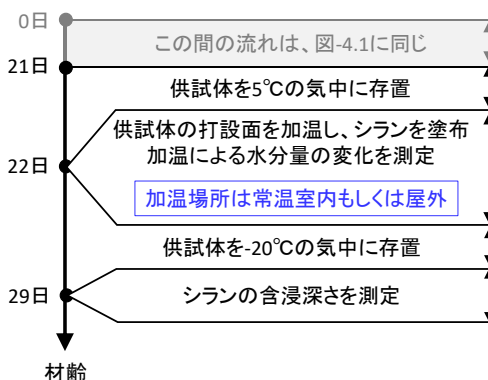 0日
この間の流れは、図-4.1に同じ
21日
供試体を5℃の気中に存置
供試体の打設面を加温し、シランを塗布
加温による水分量の変化を測定
22日
加温場所は常温室内もしくは屋外
供試体を-20℃の気中に存置
29日
シランの含浸深さを測定
材齢